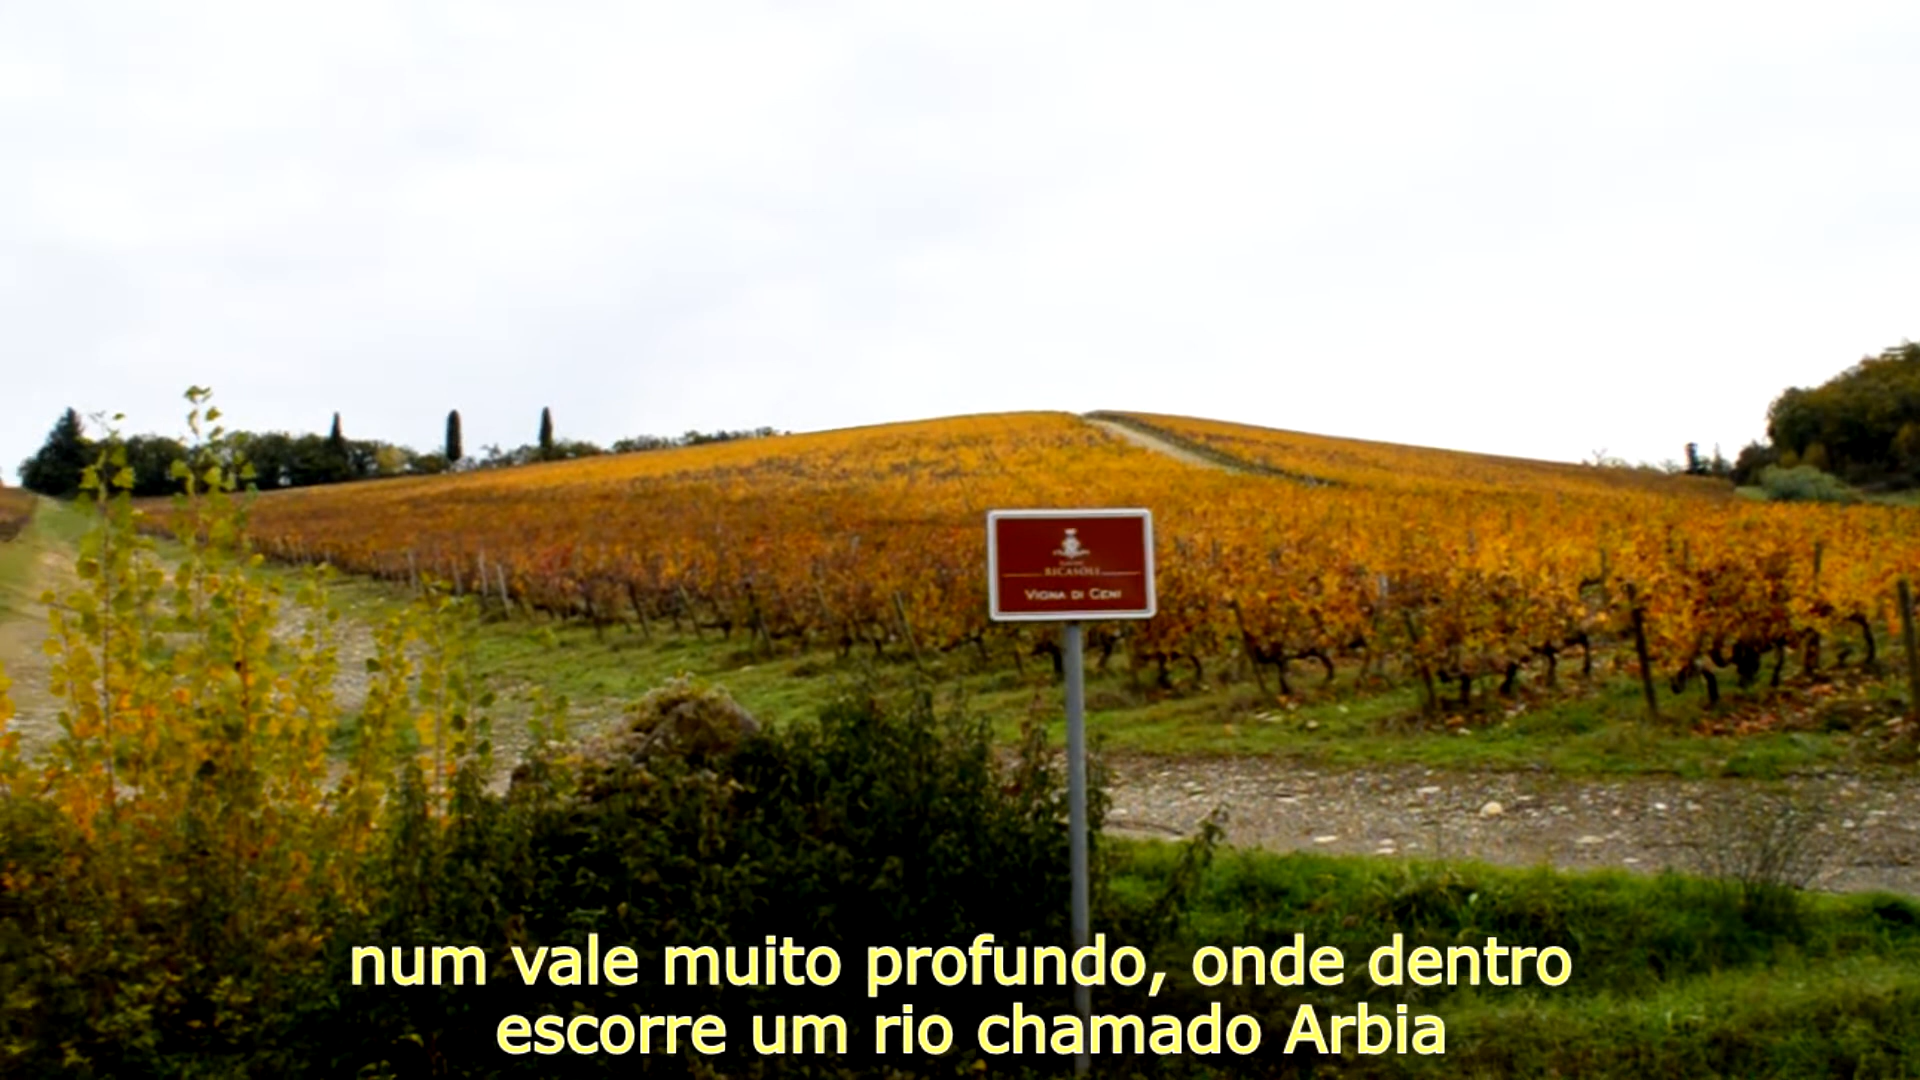 RICASOLI
VIGNA DI CENI
num vale muito profundo, onde dentro
escorre um rio chamado Arbia